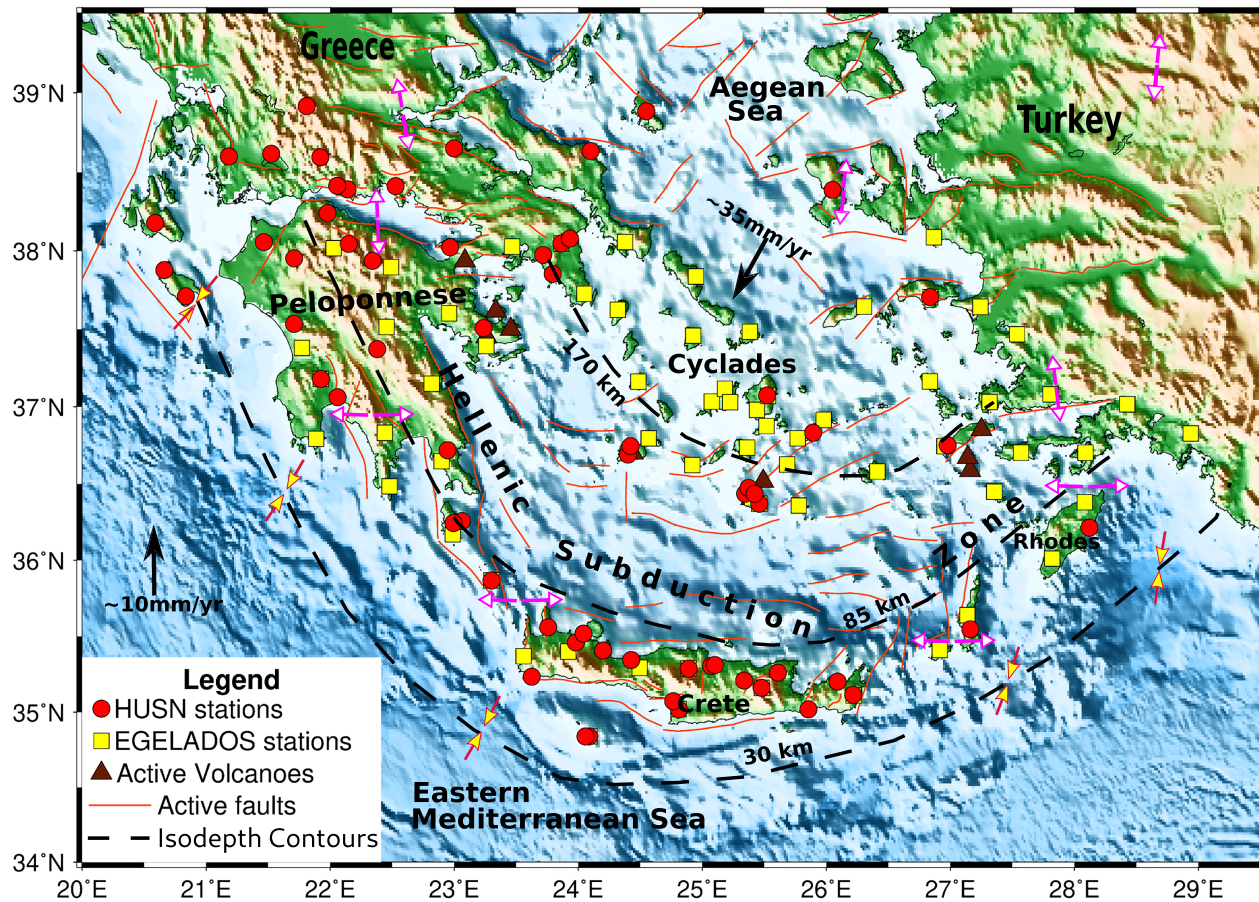 Greece
39°N
Aegean
Sea
Turkey
~35mm/yr
38°N
Peloponnese
170 km
Cyclades
37°N
Hellenic
Subduction
Zone
Rhodes
36°N
~10mm/yr
85 km
Legend
HUSN stations
EGELADOS stations
Active Volcanoes
Active faults
Isodepth Contours
Crete
35°N
30 km
Eastern
Mediterranean Sea
34°N
20°E 21°E 22°E 23°E 24°E 25°E 26°E 27°E 28°E 29°E